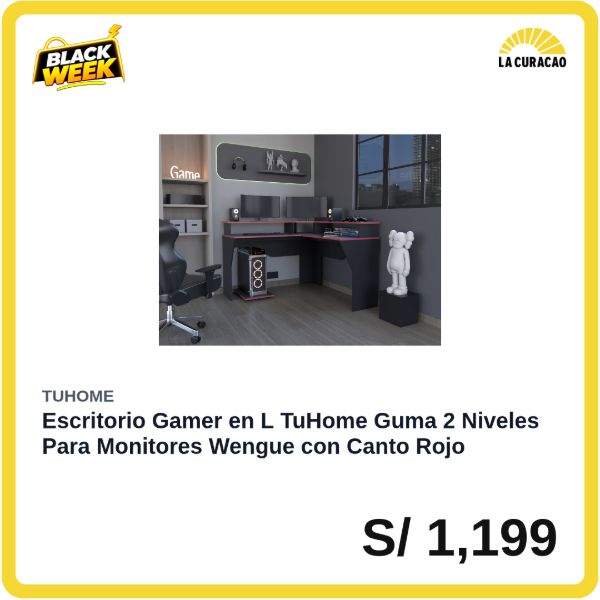 BLACK
WEEK
LA CURACAO
Game
TUHOME
Escritorio Gamer en L TuHome Guma 2 Niveles
Para Monitores Wengue con Canto Rojo
S/ 1,199